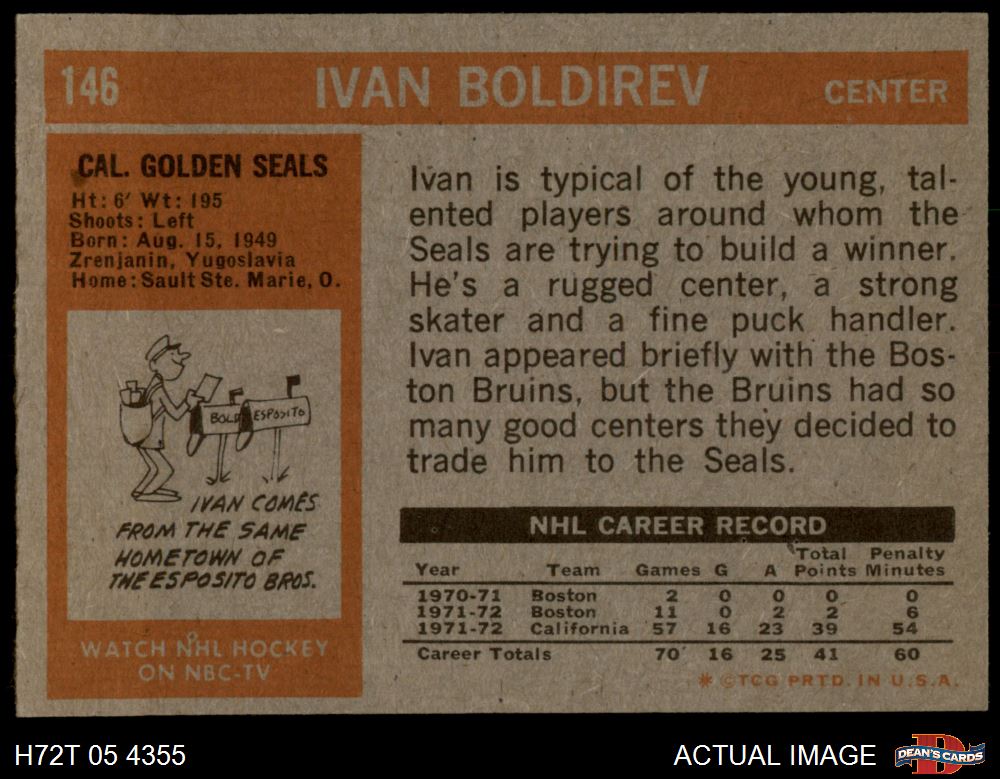 146 IVAN BOLDIREV CENTER
CAL. GOLDEN SEALS
Ht: 6' Wt: 195
Shoots: Left
Born: Aug. 15, 1949
Zrenjanin, Yugoslavia
Home: Sault Ste. Marie, O.
BOLD ESPOSITO
IVAN COMES
FROM THE SAME
HOMETOWN OF
THE ESPOSITO BROS.
WATCH NHL HOCKEY
ON NBC-TV
Ivan is typical of the young, tal-
ented players around whom the
Seals are trying to build a winner.
He's a rugged center, a strong
skater and a fine puck handler.
Ivan appeared briefly with the Bos-
ton Bruins, but the Bruins had so
many good centers they decided to
trade him to the Seals.
NHL CAREER RECORD
Total Penalty
Year Team Games G A Points Minutes
1970-71 Boston 2 0 0 0 0
1971-72 Boston 11 0 2 2 6
1971-72 California 57 16 23 39 54
Career Totals 70 16 25 41 60
* ©TCG PRTD. IN U.S.A.
H72T 05 4355
ACTUAL IMAGE
DEAN'S CARDS